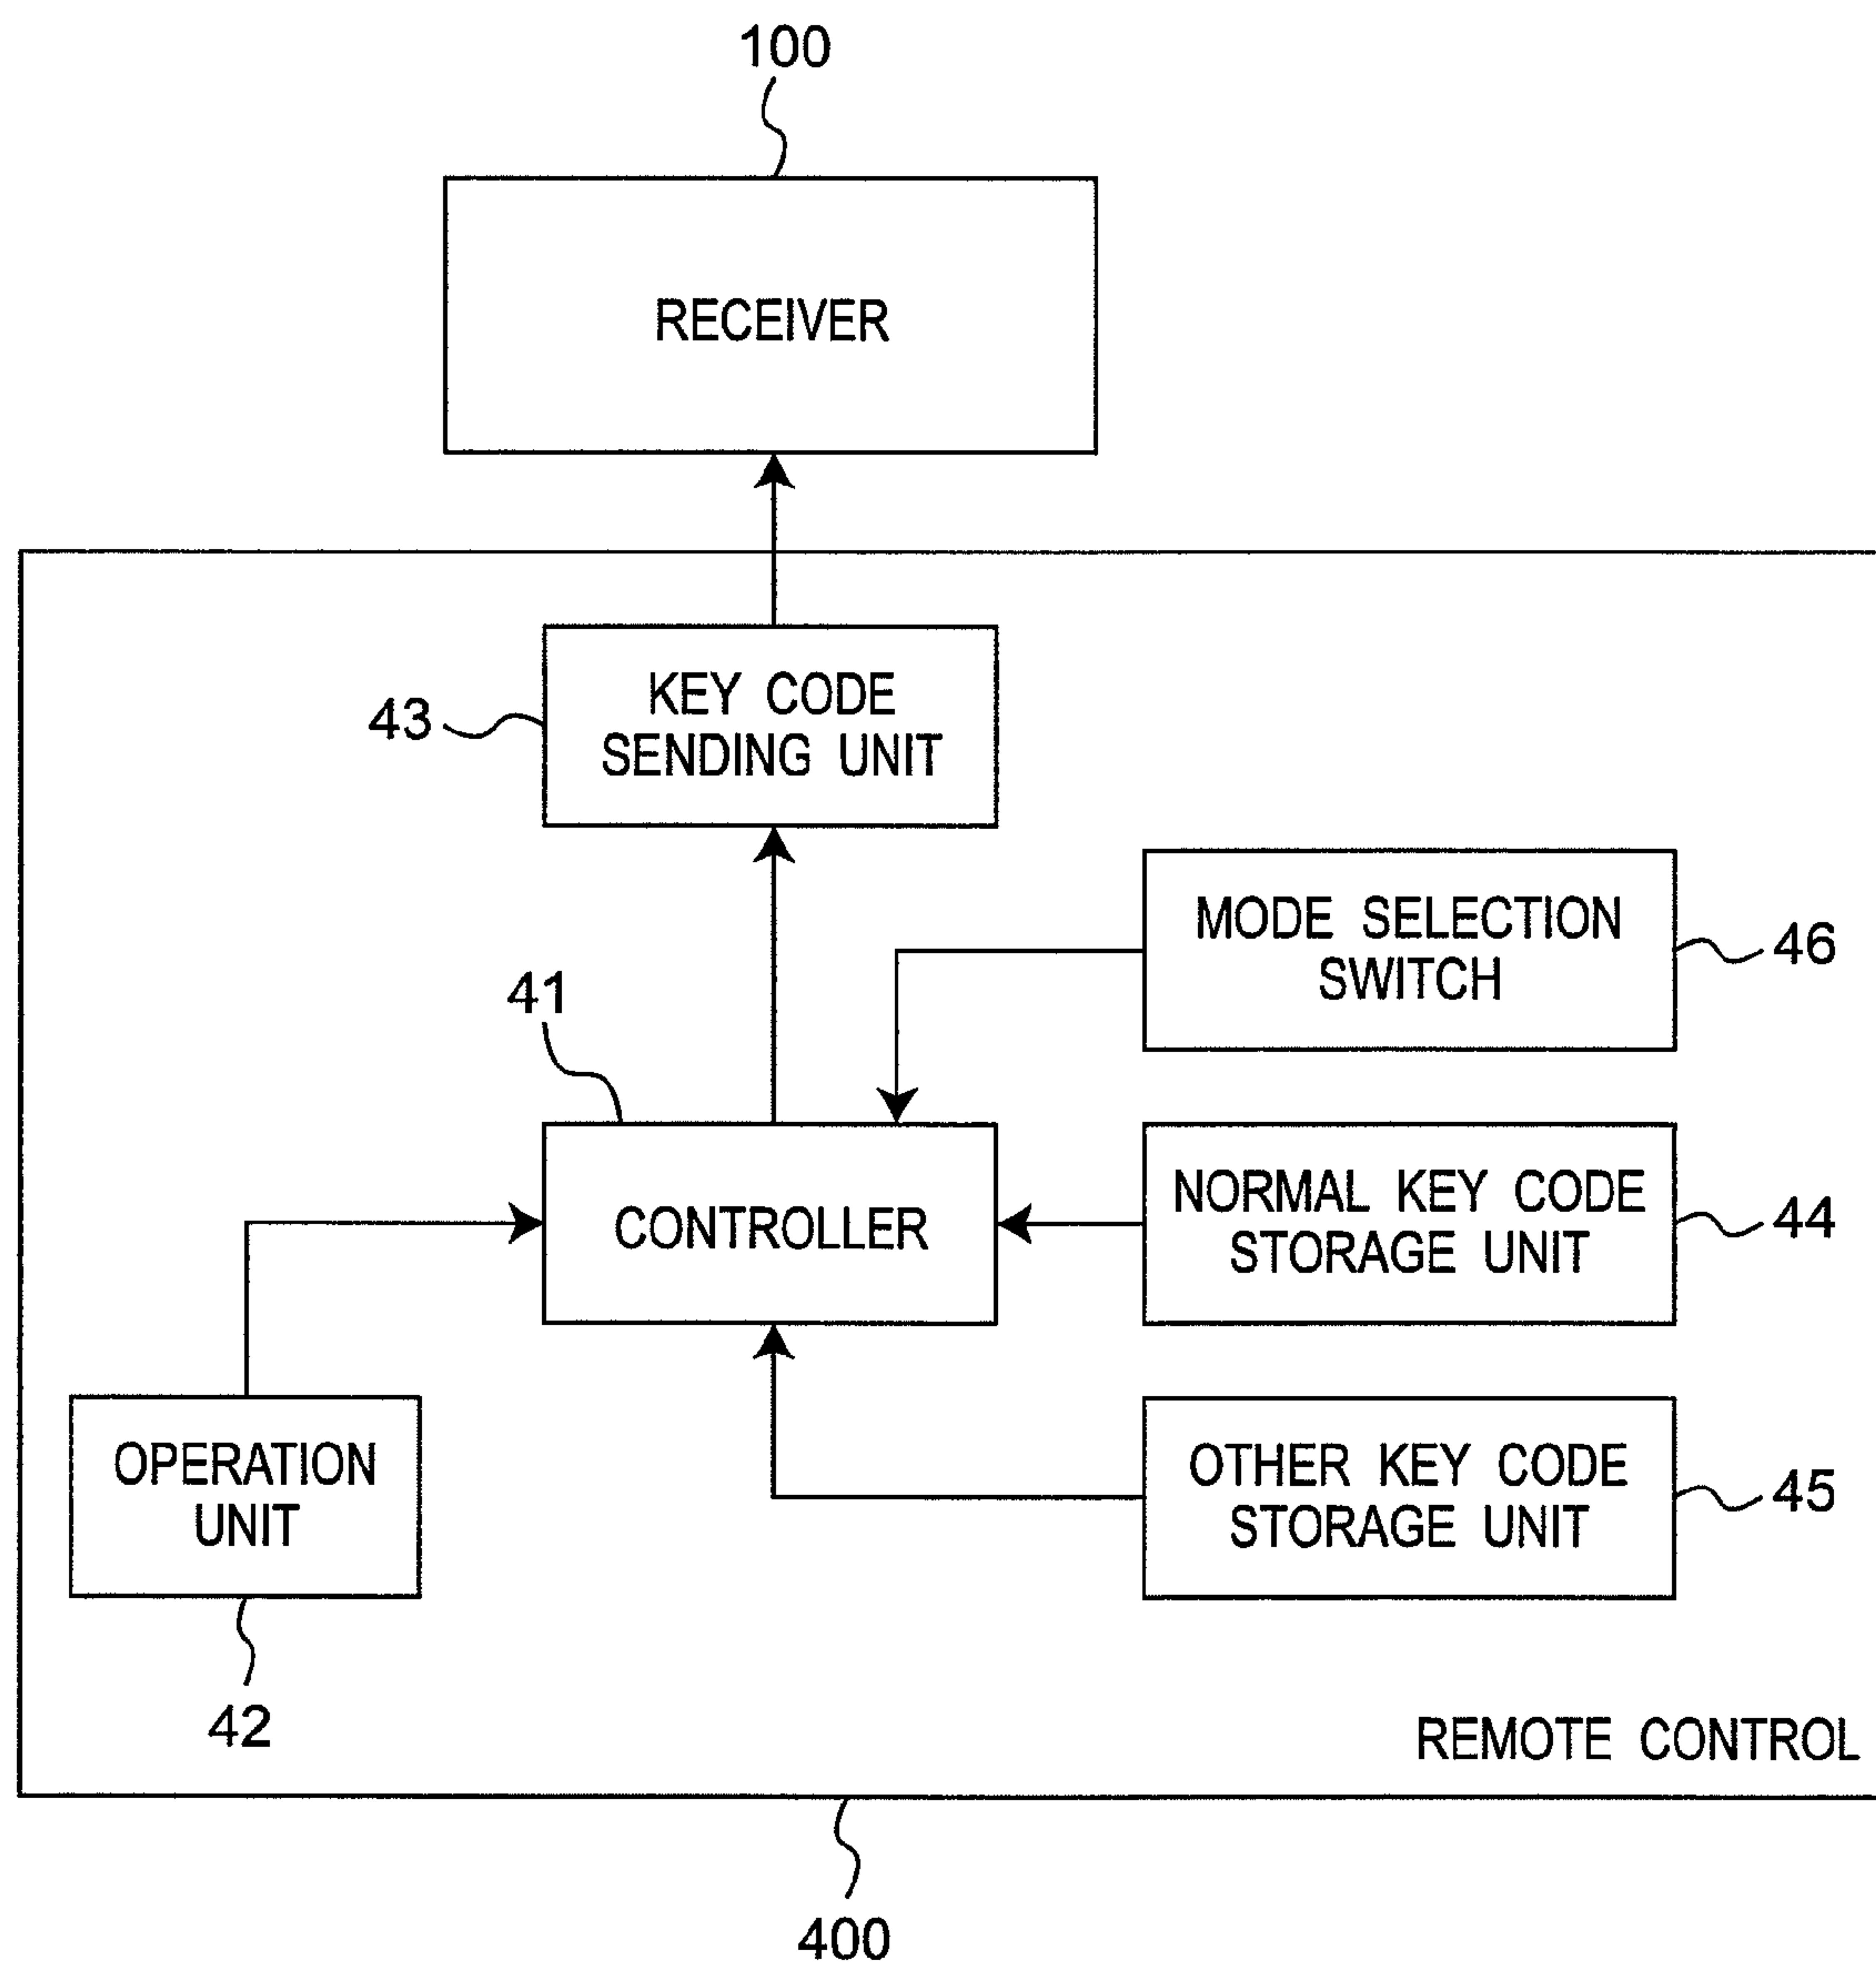 100
RECEIVER
43
KEY CODE
SENDING UNIT
MODE SELECTION
SWITCH
46
41
CONTROLLER
NORMAL KEY CODE
STORAGE UNIT
44
OPERATION
UNIT
42
OTHER KEY CODE
STORAGE UNIT
45
REMOTE CONTROL
400